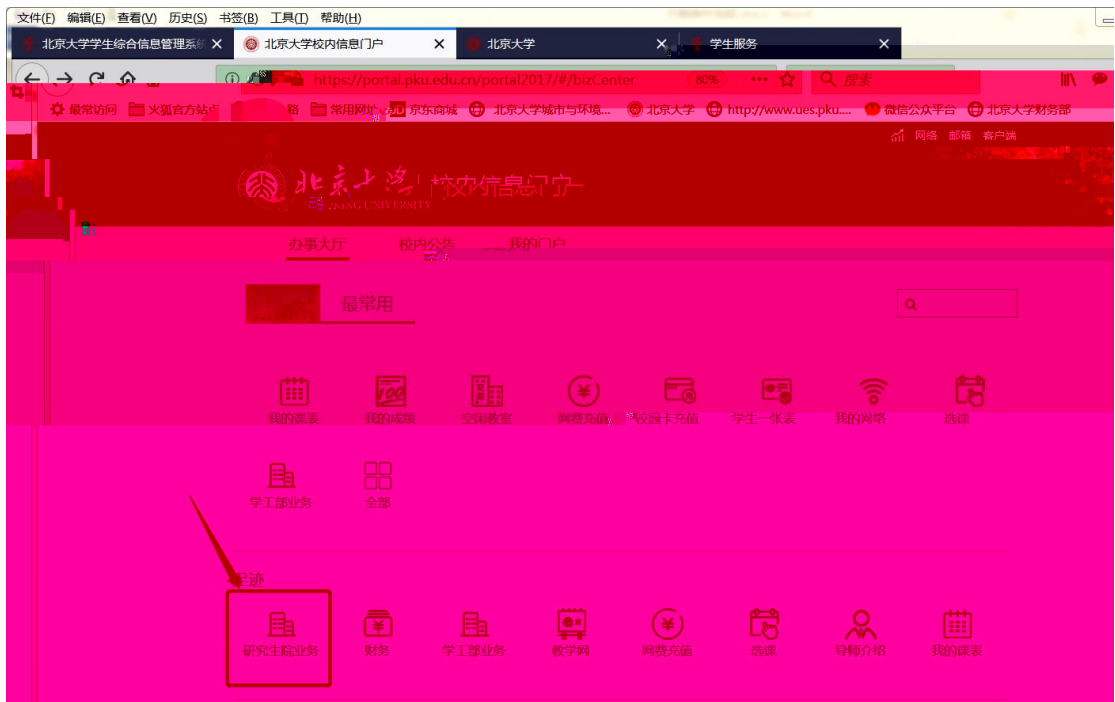 文件(F) 编辑(E) 查看(V) 历史(S) 书签(B) 工具(T) 帮助(H)
北京大学学生综合信息管理系统 北京大学校内信息门户 北京大学 学生服务
https://portal.pku.edu.cn/portal2017/#/bizCenter 80% 搜索
最常访问 火狐官方站点 常用网址 JD 京东商城 北京大学城市与环境... 北京大学 http://www.ues.pku.... 微信公众平台 北京大学财务部
网络 邮箱 客户端
北京大学 校内信息门户
PEKING UNIVERSITY
办事大厅 校内公告 我的门户
最常用
我的课表 我的成绩 空闲教室 网费充值 校园卡充值 学生一张表 我的网络 选课
学工部业务 全部
足迹
研究生院业务 财务 学工部业务 教学网 网费充值 选课 导师介绍 我的课表